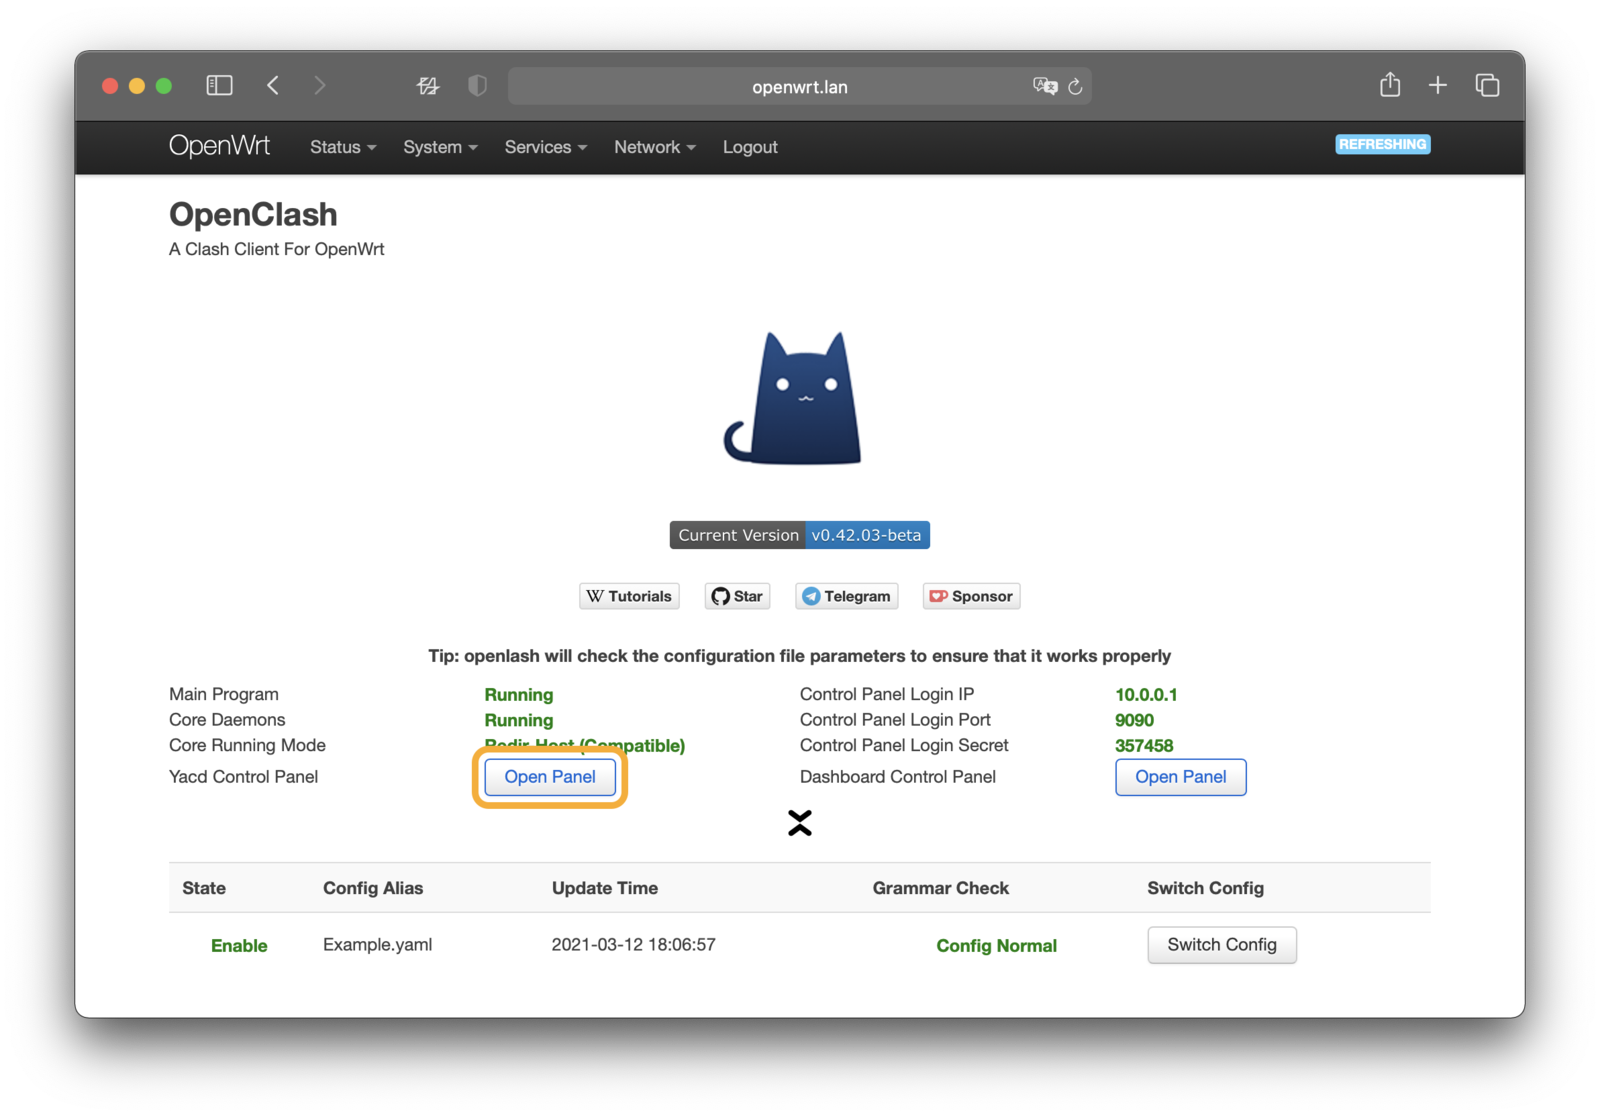 openwrt.lan
OpenWrt Status System Services Network Logout REFRESHING
OpenClash
A Clash Client For OpenWrt
Current Version v0.42.03-beta
W Tutorials Star Telegram Sponsor
Tip: openlash will check the configuration file parameters to ensure that it works properly
Main Program Running Control Panel Login IP 10.0.0.1
Core Daemons Running Control Panel Login Port 9090
Core Running Mode Redir-Host (Compatible) Control Panel Login Secret 357458
Yacd Control Panel Open Panel Dashboard Control Panel Open Panel
State Config Alias Update Time Grammar Check Switch Config
Enable Example.yaml 2021-03-12 18:06:57 Config Normal Switch Config